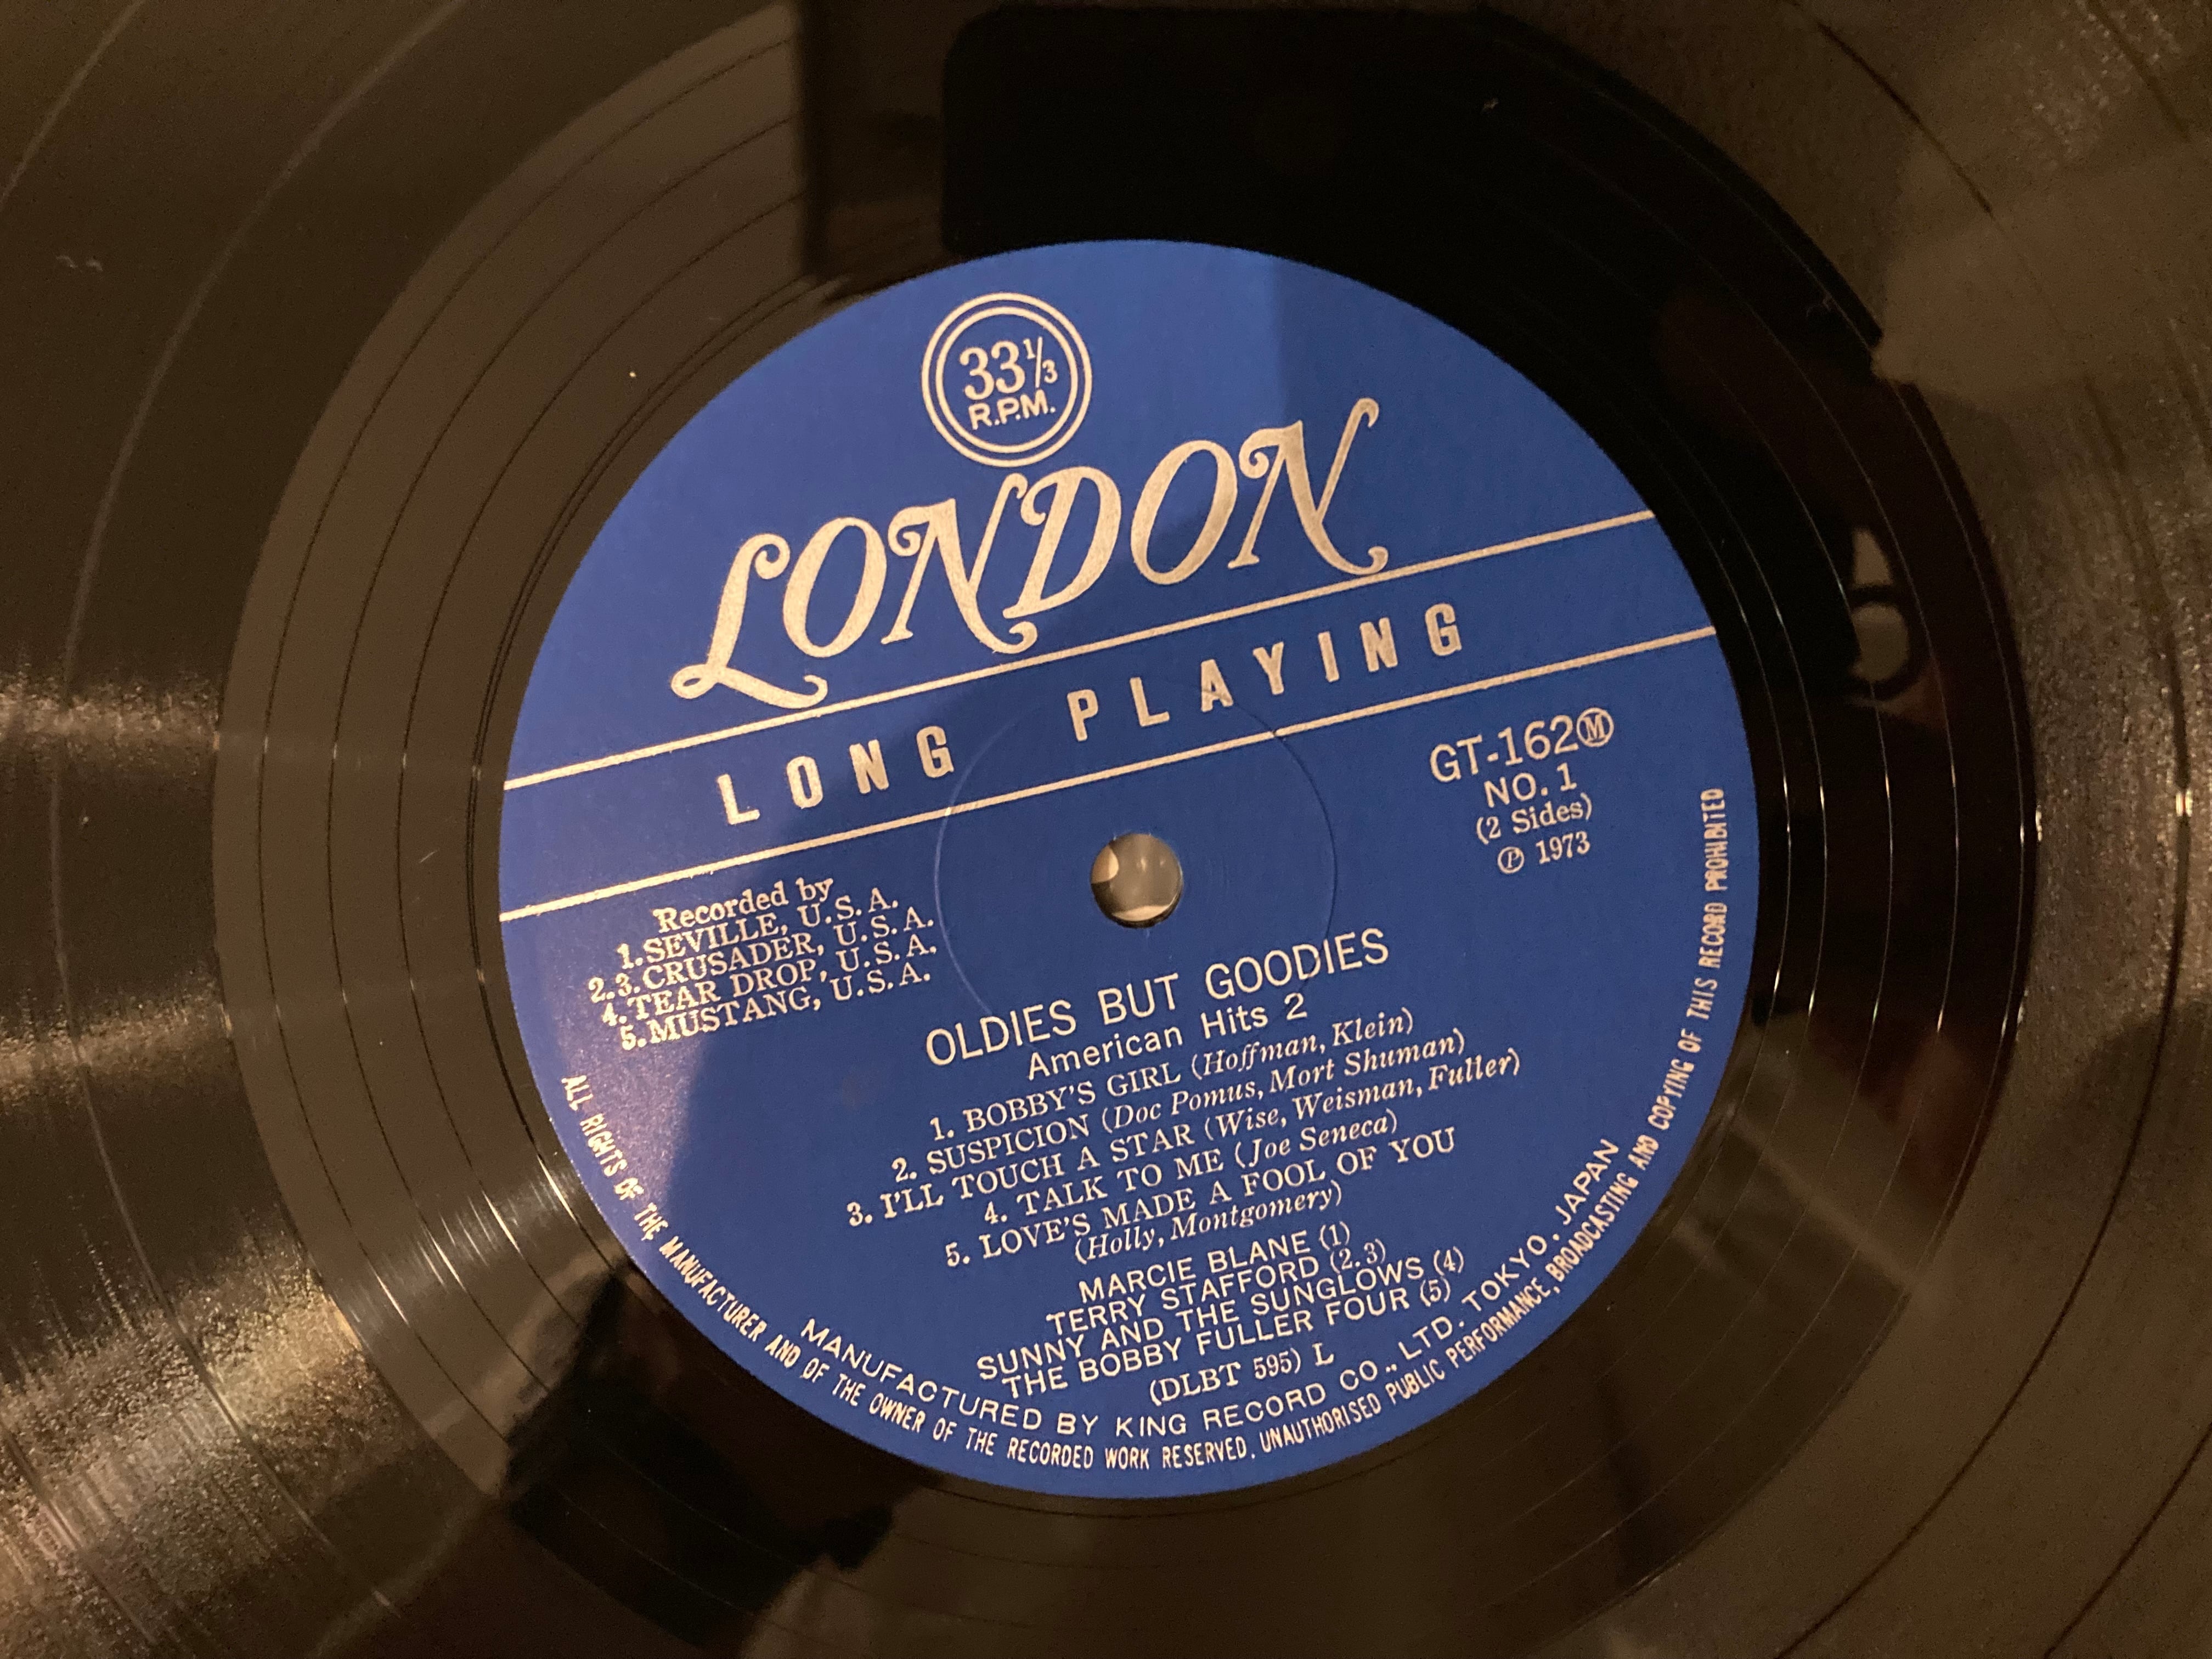 33⅓
R.P.M.
LONDON
LONG PLAYING
GT-162Ⓜ
NO. 1
(2 Sides)
Ⓟ 1973
Recorded by
1. SEVILLE, U.S.A.
2.3. CRUSADER, U.S.A.
4. TEAR DROP, U.S.A.
5. MUSTANG, U.S.A.
OLDIES BUT GOODIES
American Hits 2
1. BOBBY'S GIRL (Hoffman, Klein)
2. SUSPICION (Doc Pomus, Mort Shuman)
3. I'LL TOUCH A STAR (Wise, Weisman, Fuller)
4. TALK TO ME (Joe Seneca)
5. LOVE'S MADE A FOOL OF YOU
(Holly, Montgomery)
MARCIE BLANE (1)
TERRY STAFFORD (2.3)
SUNNY AND THE SUNGLOWS (4)
THE BOBBY FULLER FOUR (5)
(DLBT 595) L
MANUFACTURED BY KING RECORD CO., LTD. TOKYO. JAPAN
ALL RIGHTS OF THE MANUFACTURER AND OF THE OWNER OF THE RECORDED WORK RESERVED. UNAUTHORISED PUBLIC PERFORMANCE, BROADCASTING AND COPYING OF THIS RECORD PROHIBITED